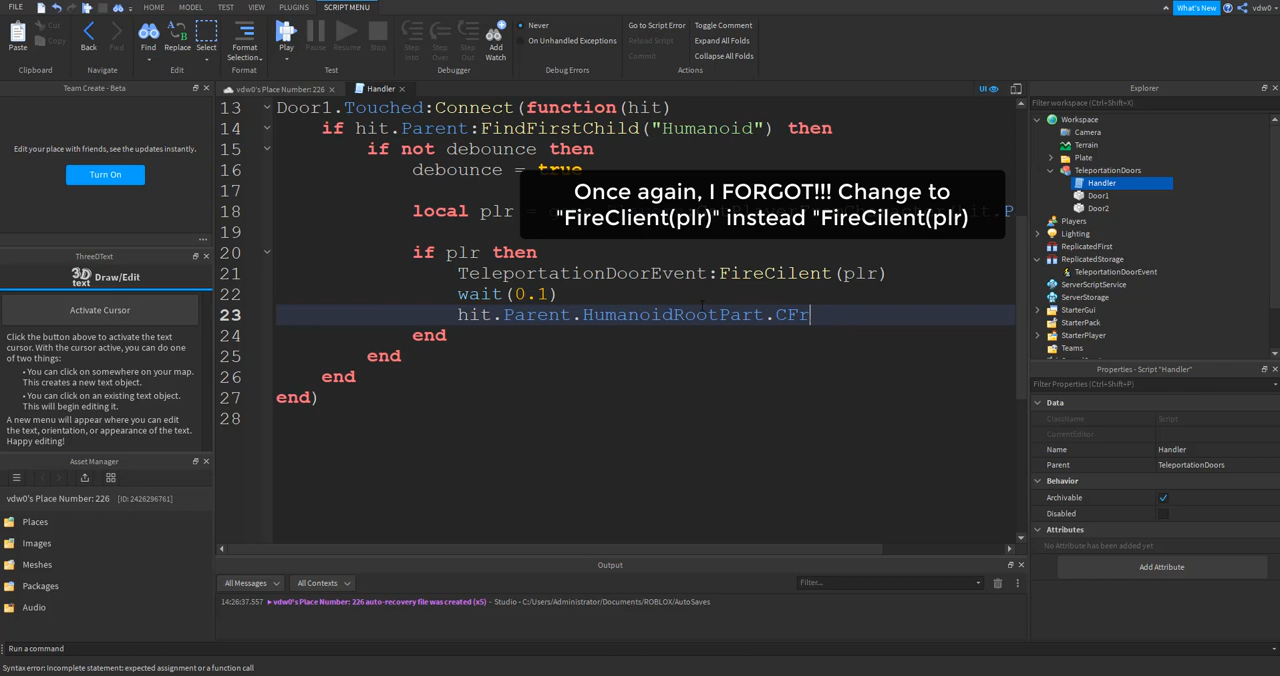 FILE HOME MODEL TEST VIEW PLUGINS SCRIPT MENU What's New vdw0
Paste Cut Copy Back Fwd Find Replace Select Format Selection Play Pause Resume Stop Step Into Step Over Step Out Add Watch Never On Unhandled Exceptions Go to Script Error Reload Script Commit Toggle Comment Expand All Folds Collapse All Folds
Clipboard Navigate Edit Format Test Debugger Debug Errors Actions
Team Create - Beta
Edit your place with friends, see the updates instantly.
Turn On
ThreeDText
3D text Draw/Edit
Activate Cursor
Click the button above to activate the text
cursor. With the cursor active, you can do one
of two things:
• You can click on somewhere on your map.
This creates a new text object.
• You can click on an existing text object.
This will begin editing it.
A new menu will appear where you can edit
the text, orientation, or appearance of the text.
Happy editing!
Asset Manager
vdw0's Place Number: 226 [ID: 2426296761]
Places
Images
Meshes
Packages
Audio
vdw0's Place Number: 226 Handler UI
13 Door1.Touched:Connect(function(hit)
14 if hit.Parent:FindFirstChild("Humanoid") then
15 if not debounce then
16 debounce = true
17
18 local plr =
20 if plr then
21 TeleportationDoorEvent:FireCilent(plr)
22 wait(0.1)
23 hit.Parent.HumanoidRootPart.CFr
24 end
25 end
26 end
27 end)
28
Once again, I FORGOT!!! Change to
"FireClient(plr)" instead "FireCilent(plr)
Output
All Messages All Contexts Filter...
14:26:37.557 vdw0's Place Number: 226 auto-recovery file was created (x5) - Studio - C:/Users/Administrator/Documents/ROBLOX/AutoSaves
Explorer
Filter workspace (Ctrl+Shift+X)
Workspace
Camera
Terrain
Plate
TeleportationDoors
Handler
Door1
Door2
Players
Lighting
ReplicatedFirst
ReplicatedStorage
TeleportationDoorEvent
ServerScriptService
ServerStorage
StarterGui
StarterPack
StarterPlayer
Teams
Properties - Script "Handler"
Filter Properties (Ctrl+Shift+P)
Data
ClassName Script
CurrentEditor
Name Handler
Parent TeleportationDoors
Behavior
Archivable
Disabled
Attributes
No Attribute has been added yet
Add Attribute
Run a command
Syntax error: Incomplete statement: expected assignment or a function call